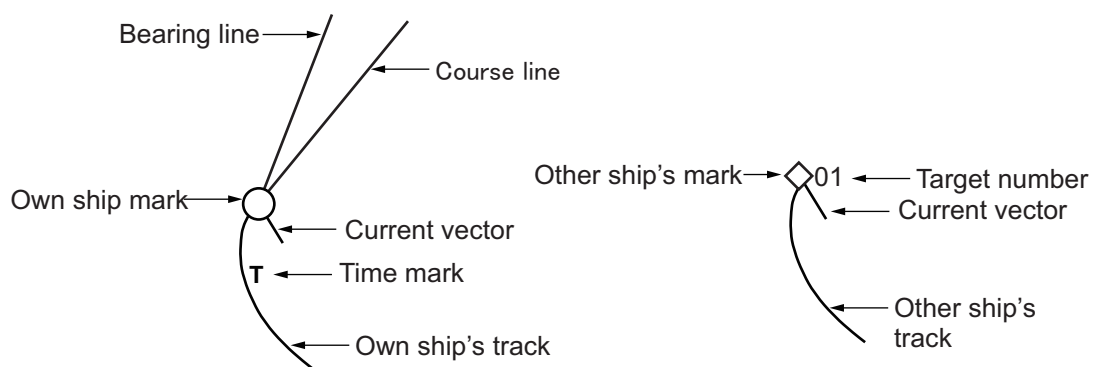 Bearing line
Course line
Own ship mark
Current vector
T
Time mark
Own ship's track
Other ship's mark
01
Target number
Current vector
Other ship's
track